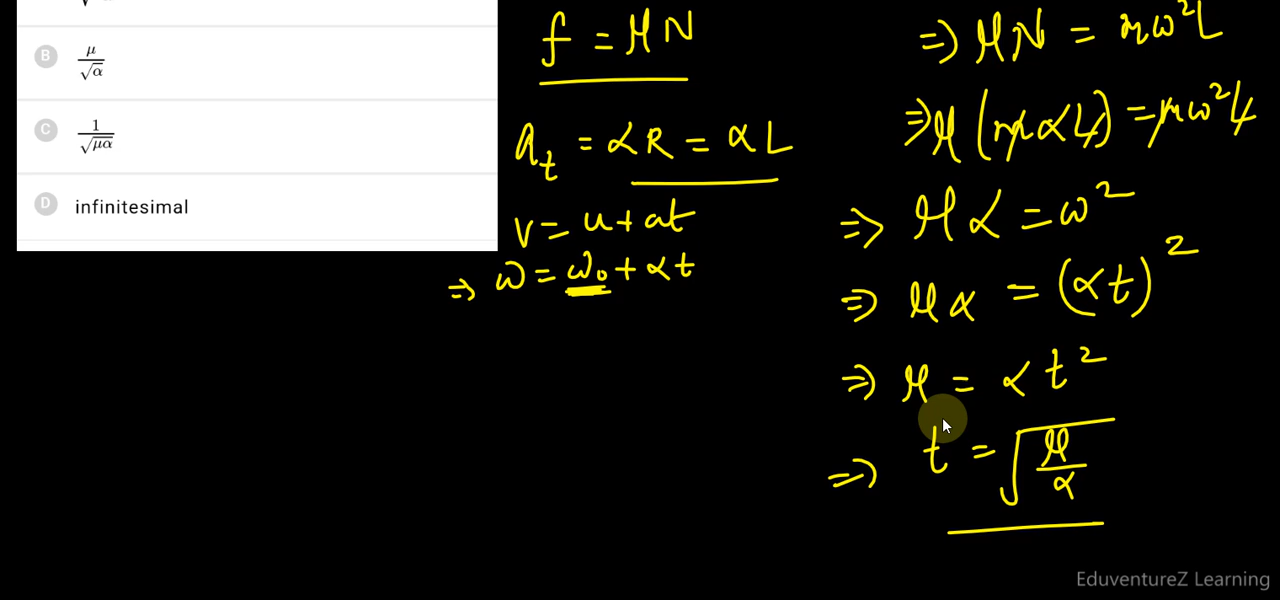 B μ/√α
C 1/√μα
D infinitesimal
f = μN
a_t = αR = αL
v = u + at
⇒ ω = ω₀ + αt
⇒ μN = mω²L
⇒ μ(mαL) = mω²L
⇒ μα = ω²
⇒ μα = (αt)²
⇒ μ = αt²
⇒ t = √(μ/α)
EduventureZ Learning